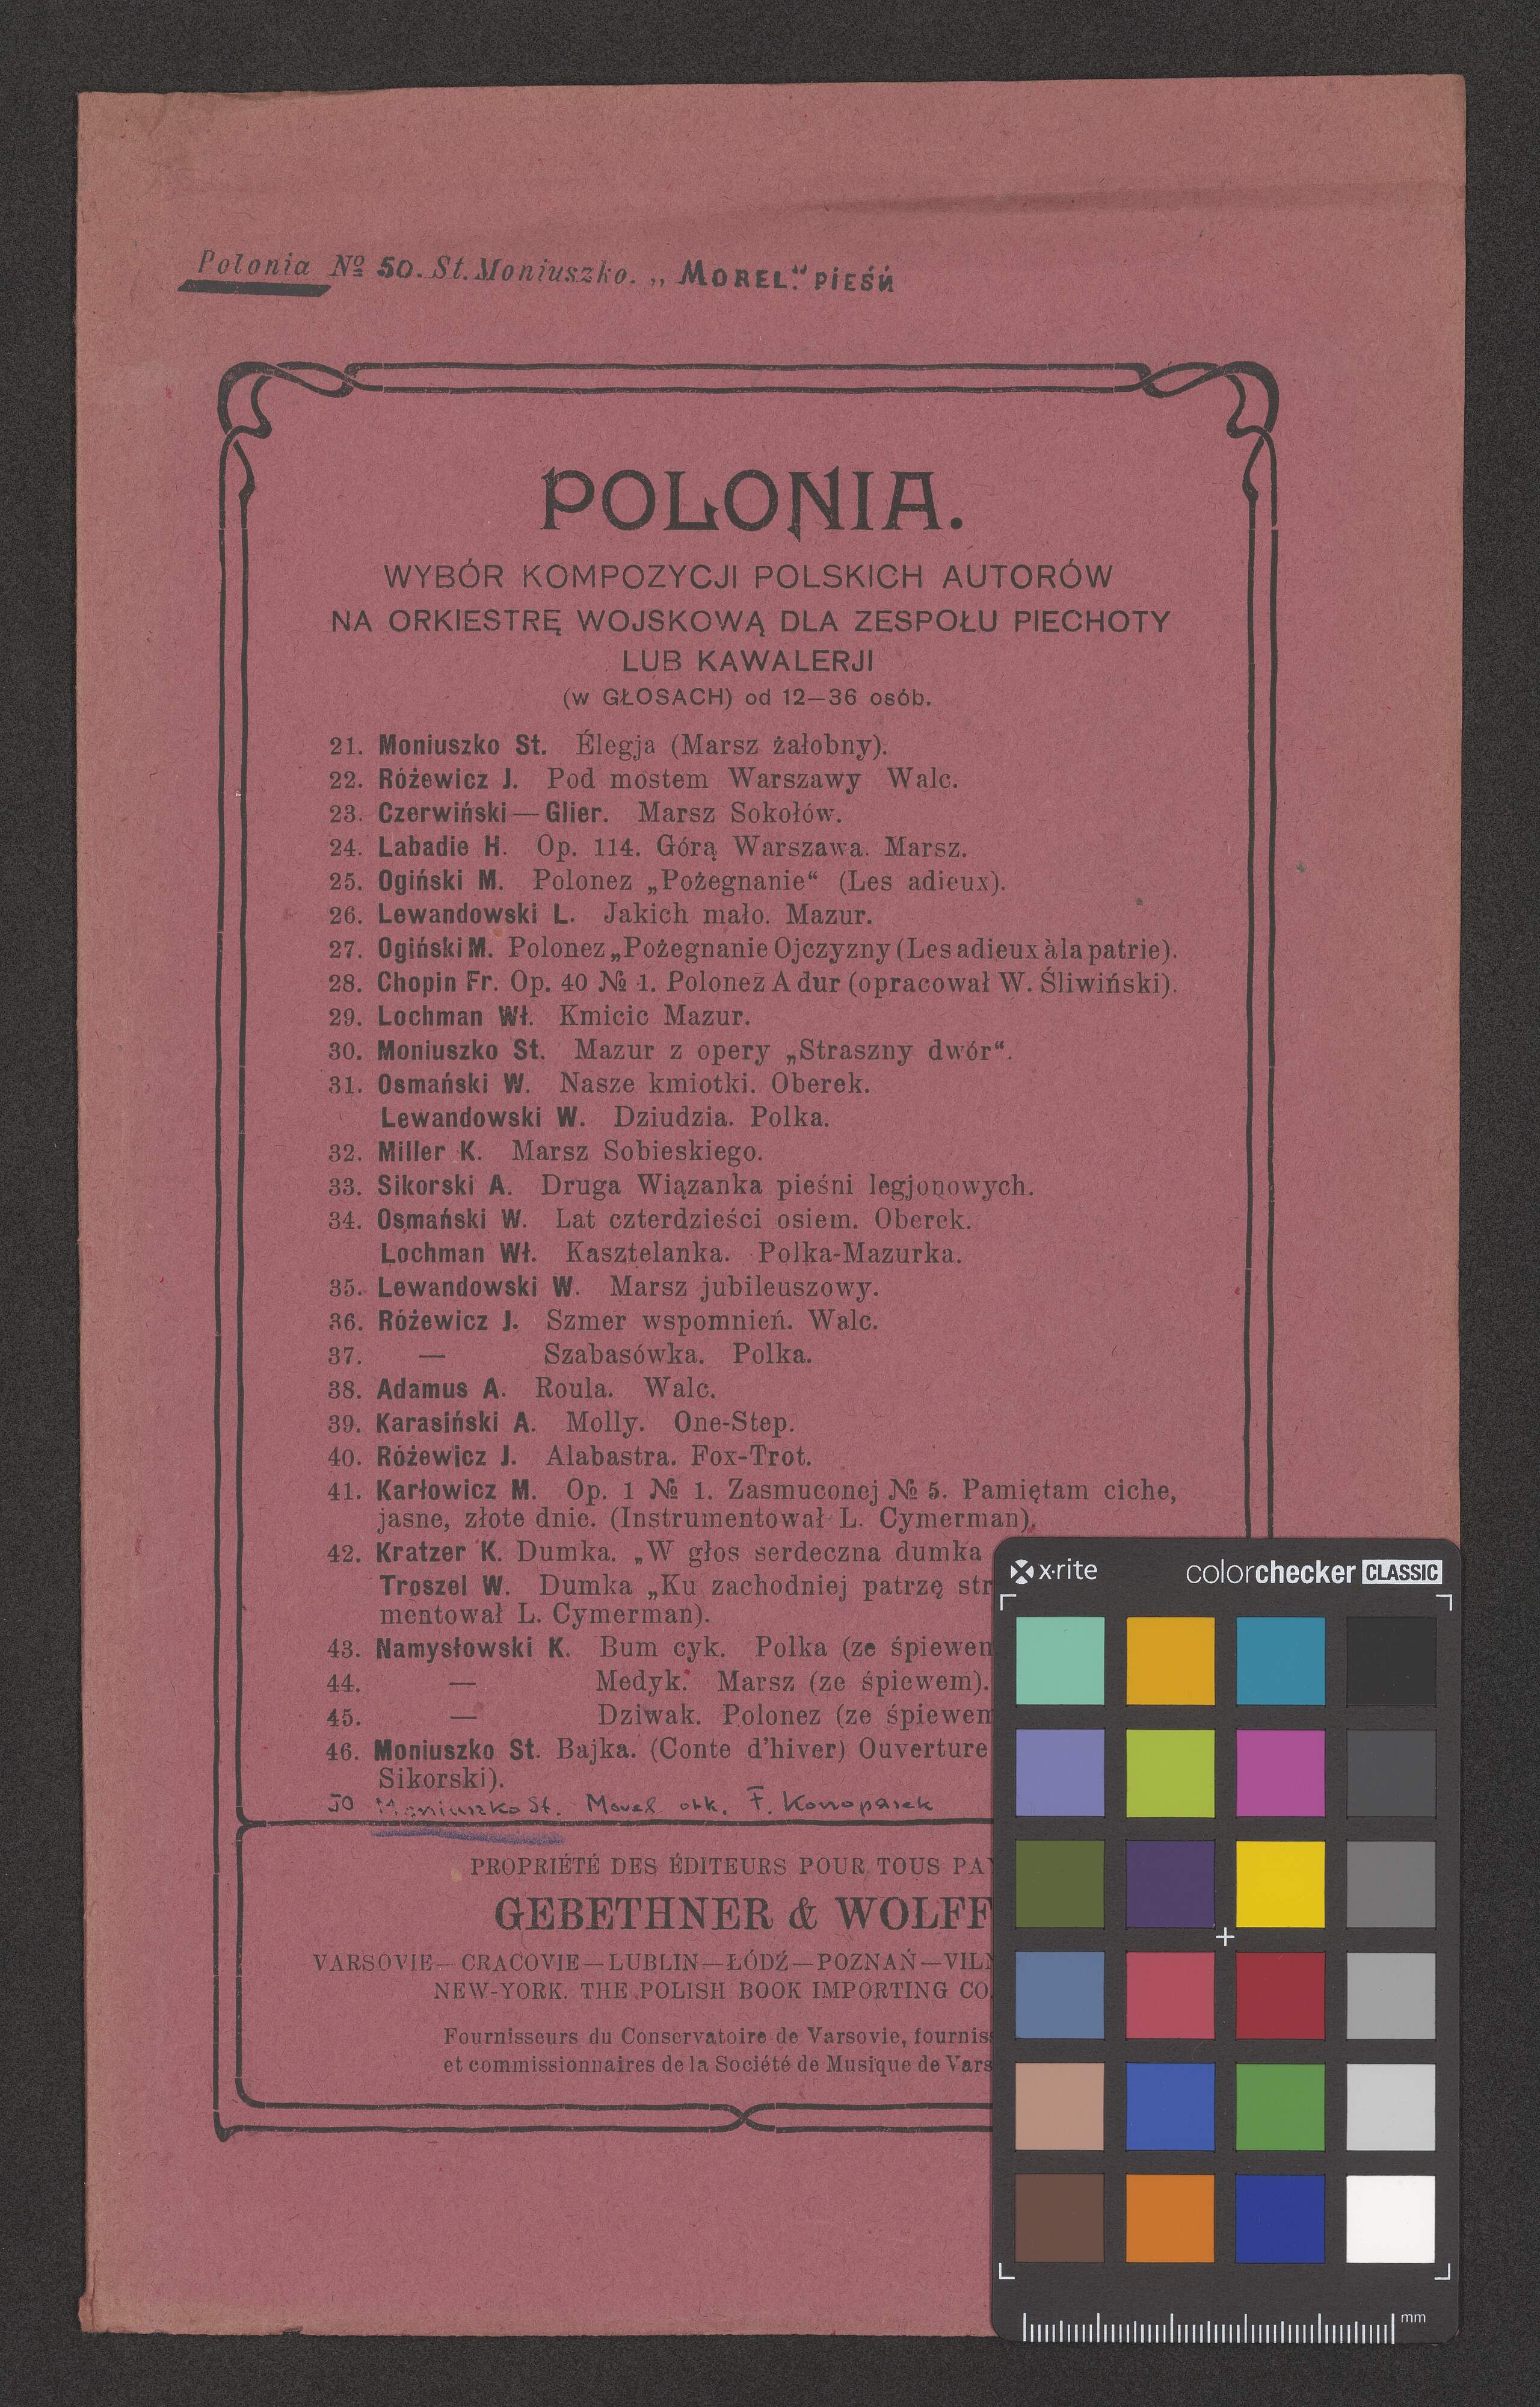 Polonia № 50. St. Moniuszko. „MOREL." PIEŚŃ
POLONIA.
WYBÓR KOMPOZYCJI POLSKICH AUTORÓW
NA ORKIESTRĘ WOJSKOWĄ DLA ZESPOŁU PIECHOTY
LUB KAWALERJI
(w GŁOSACH) od 12—36 osób.
21. Moniuszko St. Élegja (Marsz żałobny).
22. Różewicz J. Pod mostem Warszawy Walc.
23. Czerwiński — Glier. Marsz Sokołów.
24. Labadie H. Op. 114. Górą Warszawa. Marsz.
25. Ogiński M. Polonez „Pożegnanie“ (Les adieux).
26. Lewandowski L. Jakich mało. Mazur.
27. Ogiński M. Polonez „Pożegnanie Ojczyzny (Les adieux à la patrie).
28. Chopin Fr. Op. 40 № 1. Polonez A dur (opracował W. Śliwiński).
29. Lochman Wł. Kmicic Mazur.
30. Moniuszko St. Mazur z opery „Straszny dwór“.
31. Osmański W. Nasze kmiotki. Oberek.
Lewandowski W. Dziudzia. Polka.
32. Miller K. Marsz Sobieskiego.
33. Sikorski A. Druga Wiązanka pieśni legjonowych.
34. Osmański W. Lat czterdzieści osiem. Oberek.
Lochman Wł. Kasztelanka. Polka-Mazurka.
35. Lewandowski W. Marsz jubileuszowy.
36. Różewicz J. Szmer wspomnień. Walc.
37. — Szabasówka. Polka.
38. Adamus A. Roula. Walc.
39. Karasiński A. Molly. One-Step.
40. Różewicz J. Alabastra. Fox-Trot.
41. Karłowicz M. Op. 1 № 1. Zasmuconej № 5. Pamiętam ciche,
jasne, złote dnie. (Instrumentował L. Cymerman).
42. Kratzer K. Dumka. „W głos serdeczna dumka
Troszel W. Dumka „Ku zachodniej patrzę str
mentował L. Cymerman).
43. Namysłowski K. Bum cyk. Polka (ze śpiewem
44. — Medyk. Marsz (ze śpiewem).
45. — Dziwak. Polonez (ze śpiewem
46. Moniuszko St. Bajka. (Conte d'hiver) Ouverture
Sikorski).
50 Moniuszko St. Morel ork. F. Konopasek
PROPRIÉTÉ DES ÉDITEURS POUR TOUS PA
GEBETHNER & WOLFF
VARSOVIE—CRACOVIE—LUBLIN—ŁÓDŹ—POZNAŃ—VILN
NEW-YORK. THE POLISH BOOK IMPORTING CO.
Fournisseurs du Conservatoire de Varsovie, fournis
et commissionnaires de la Société de Musique de Vars
x·rite colorchecker CLASSIC
mm